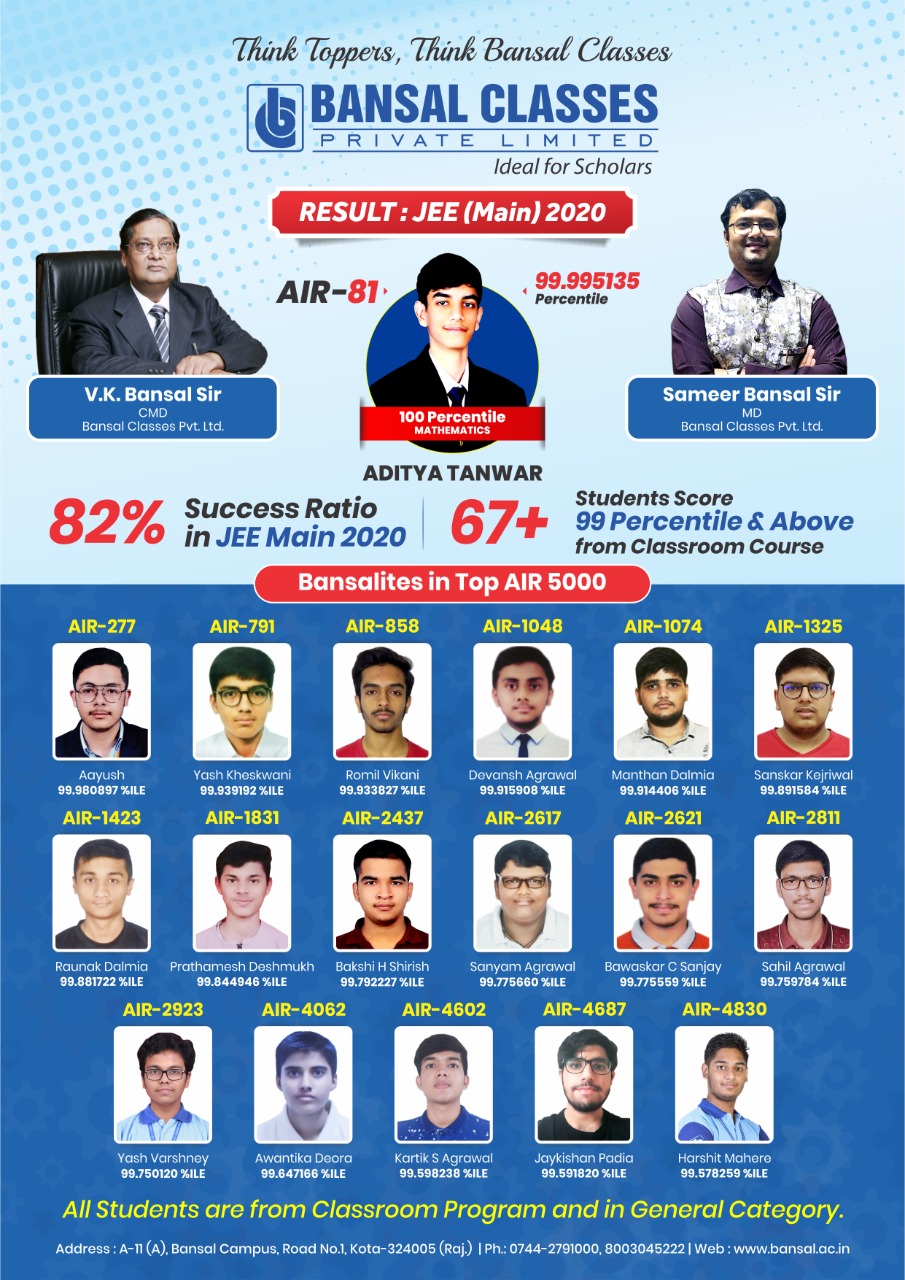 Think Toppers, Think Bansal Classes
BANSAL CLASSES
PRIVATE LIMITED
Ideal for Scholars
RESULT : JEE (Main) 2020
AIR-81
99.995135
Percentile
V.K. Bansal Sir
CMD
Bansal Classes Pvt. Ltd.
100 Percentile
MATHEMATICS
Sameer Bansal Sir
MD
Bansal Classes Pvt. Ltd.
ADITYA TANWAR
82% Success Ratio
in JEE Main 2020
67+ Students Score
99 Percentile & Above
from Classroom Course
Bansalites in Top AIR 5000
AIR-277 AIR-791 AIR-858 AIR-1048 AIR-1074 AIR-1325
Aayush Yash Kheskwani Romil Vikani Devansh Agrawal Manthan Dalmia Sanskar Kejriwal
99.980897 %ILE 99.939192 %ILE 99.933827 %ILE 99.915908 %ILE 99.914406 %ILE 99.891584 %ILE
AIR-1423 AIR-1831 AIR-2437 AIR-2617 AIR-2621 AIR-2811
Raunak Dalmia Prathamesh Deshmukh Bakshi H Shirish Sanyam Agrawal Bawaskar C Sanjay Sahil Agrawal
99.881722 %ILE 99.844946 %ILE 99.792227 %ILE 99.775660 %ILE 99.775559 %ILE 99.759784 %ILE
AIR-2923 AIR-4062 AIR-4602 AIR-4687 AIR-4830
Yash Varshney Awantika Deora Kartik S Agrawal Jaykishan Padia Harshit Mahere
99.750120 %ILE 99.647166 %ILE 99.598238 %ILE 99.591820 %ILE 99.578259 %ILE
All Students are from Classroom Program and in General Category.
Address : A-11 (A), Bansal Campus, Road No.1, Kota-324005 (Raj.) | Ph.: 0744-2791000, 8003045222 | Web : www.bansal.ac.in